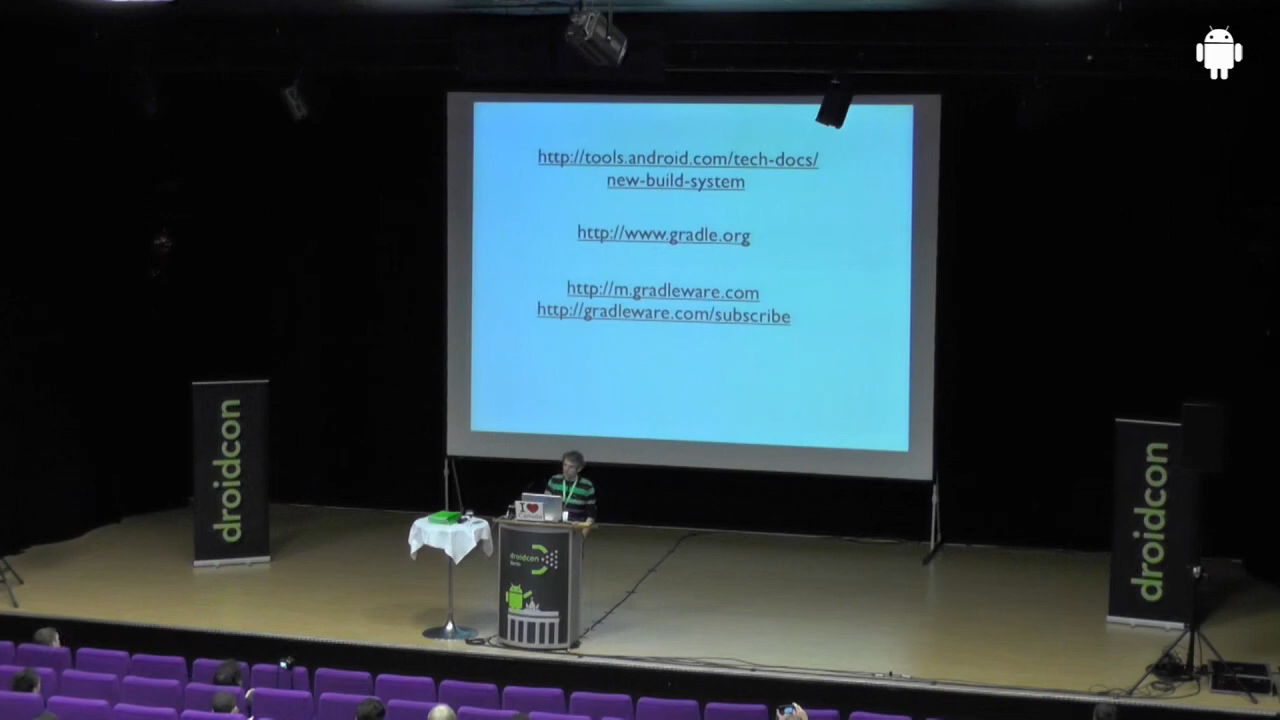 http://tools.android.com/tech-docs/
new-build-system
http://www.gradle.org
http://m.gradleware.com
http://gradleware.com/subscribe
droidcon
droidcon
I ❤
droidcon